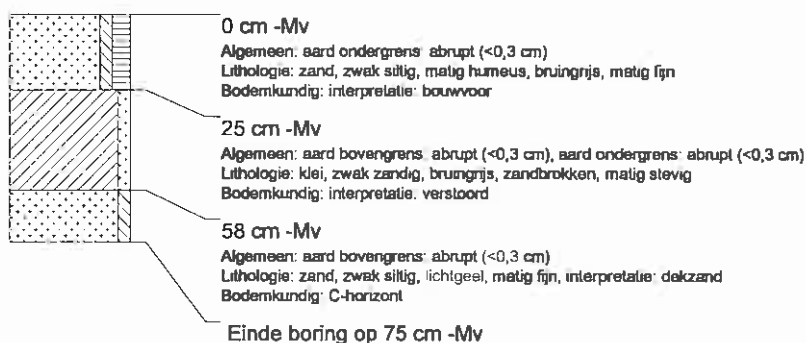 0 cm -Mv
Algemeen: aard ondergrens: abrupt (<0,3 cm)
Lithologie: zand, zwak siltig, matig humeus, bruingrijs, matig fijn
Bodemkundig: interpretatie: bouwvoor
25 cm -Mv
Algemeen: aard bovengrens: abrupt (<0,3 cm), aard ondergrens: abrupt (<0,3 cm)
Lithologie: klei, zwak zandig, bruingrijs, zandbrokken, matig stevig
Bodemkundig: interpretatie: verstoord
58 cm -Mv
Algemeen: aard bovengrens: abrupt (<0,3 cm)
Lithologie: zand, zwak siltig, lichtgeel, matig fijn, interpretatie: dekzand
Bodemkundig: C-horizont
Einde boring op 75 cm -Mv